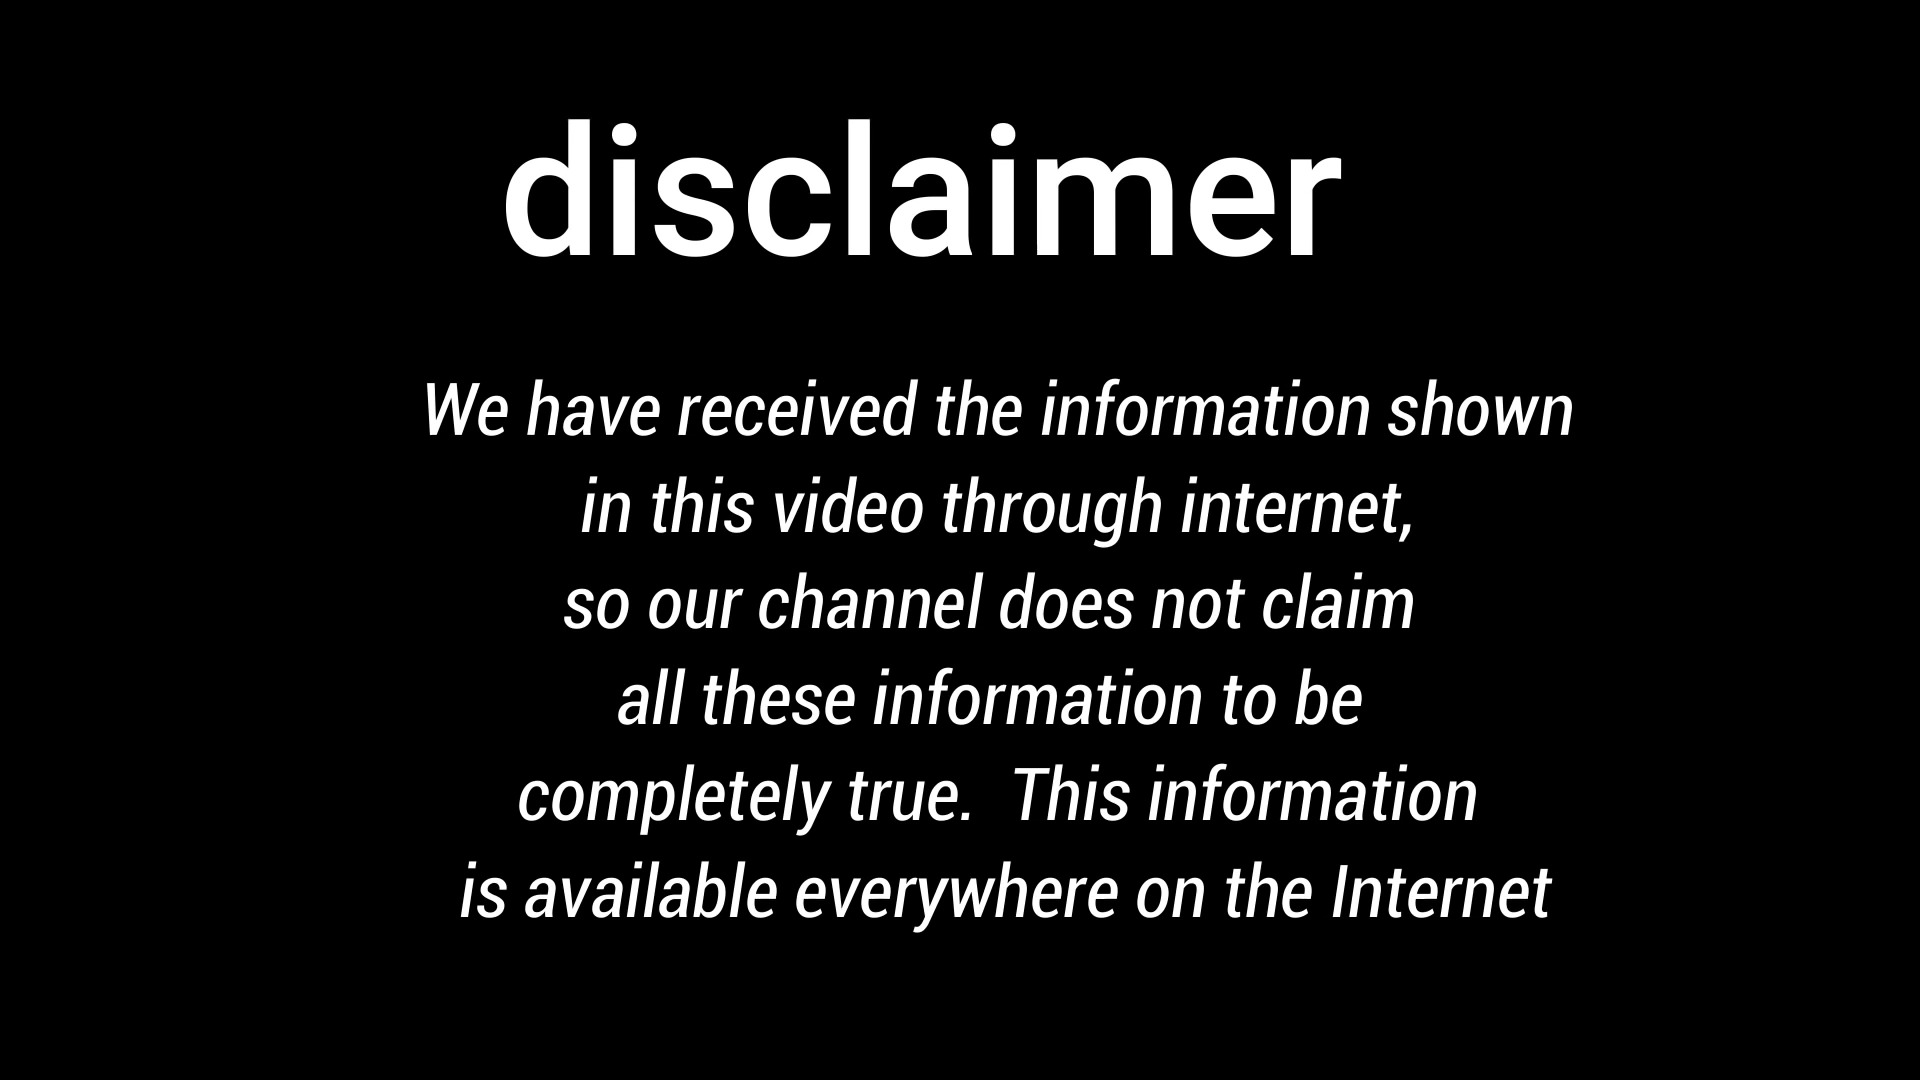 disclaimer
We have received the information shown
in this video through internet,
so our channel does not claim
all these information to be
completely true.  This information
is available everywhere on the Internet